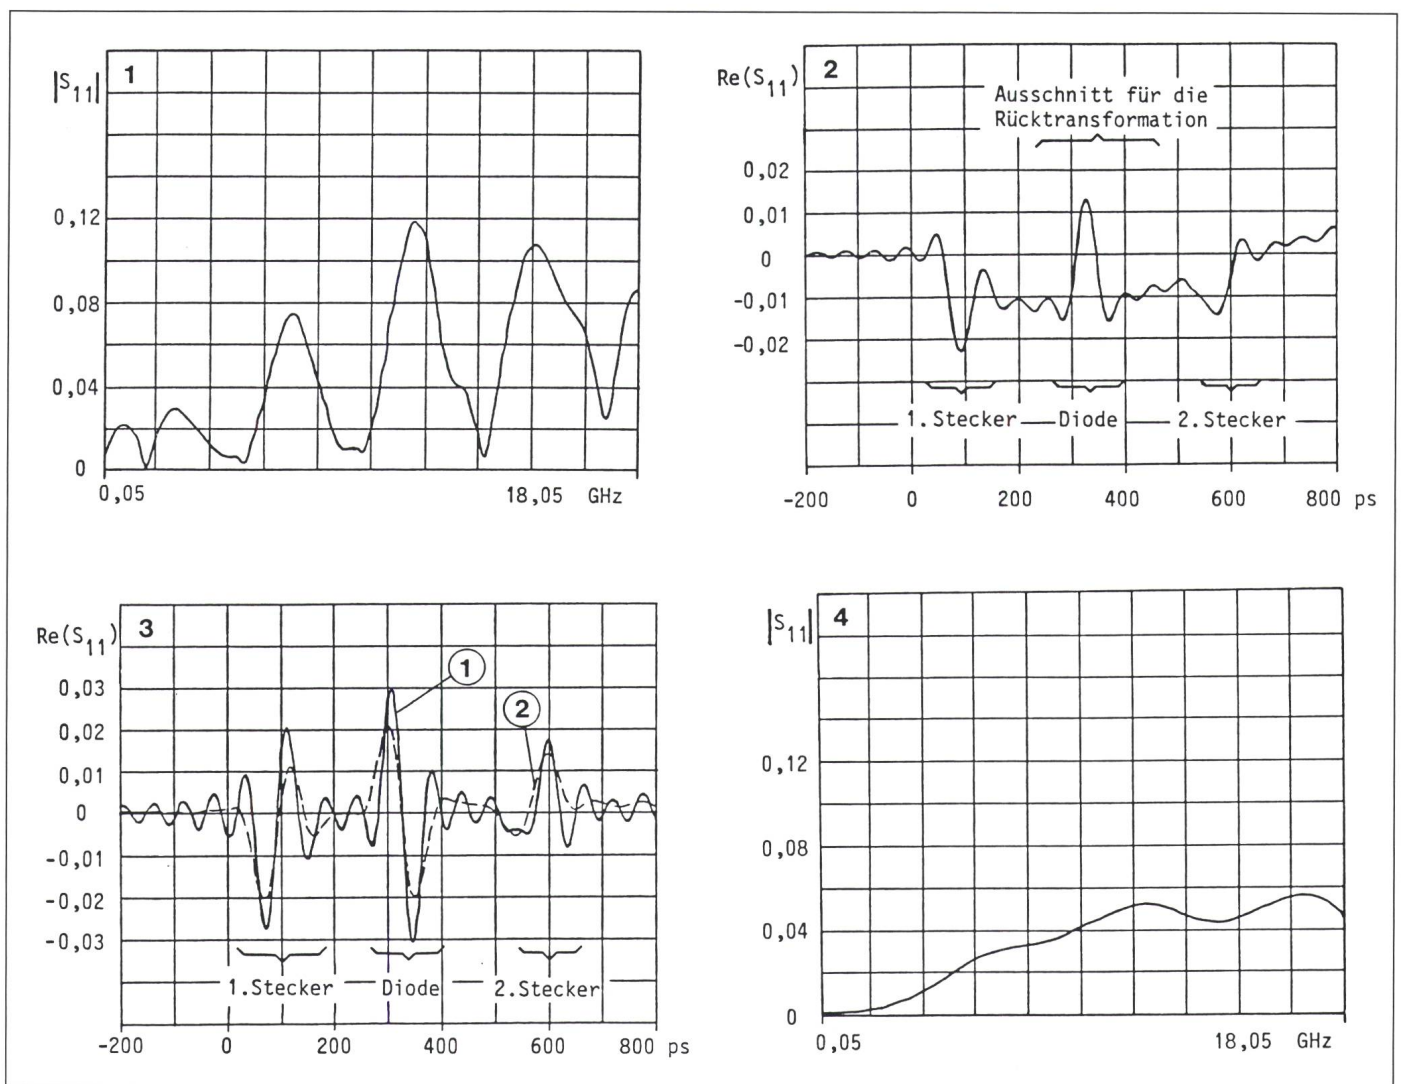 1
|S11|
0,12
0,08
0,04
0
0,05
18,05 GHz
2
Re(S11)
Ausschnitt für die
Rücktransformation
0,02
0,01
0
-0,01
-0,02
1.Stecker
Diode
2.Stecker
-200
0
200
400
600
800 ps
3
Re(S11)
1
2
0,03
0,02
0,01
0
-0,01
-0,02
-0,03
1.Stecker
Diode
2.Stecker
-200
0
200
400
600
800 ps
4
|S11|
0,12
0,08
0,04
0
0,05
18,05 GHz